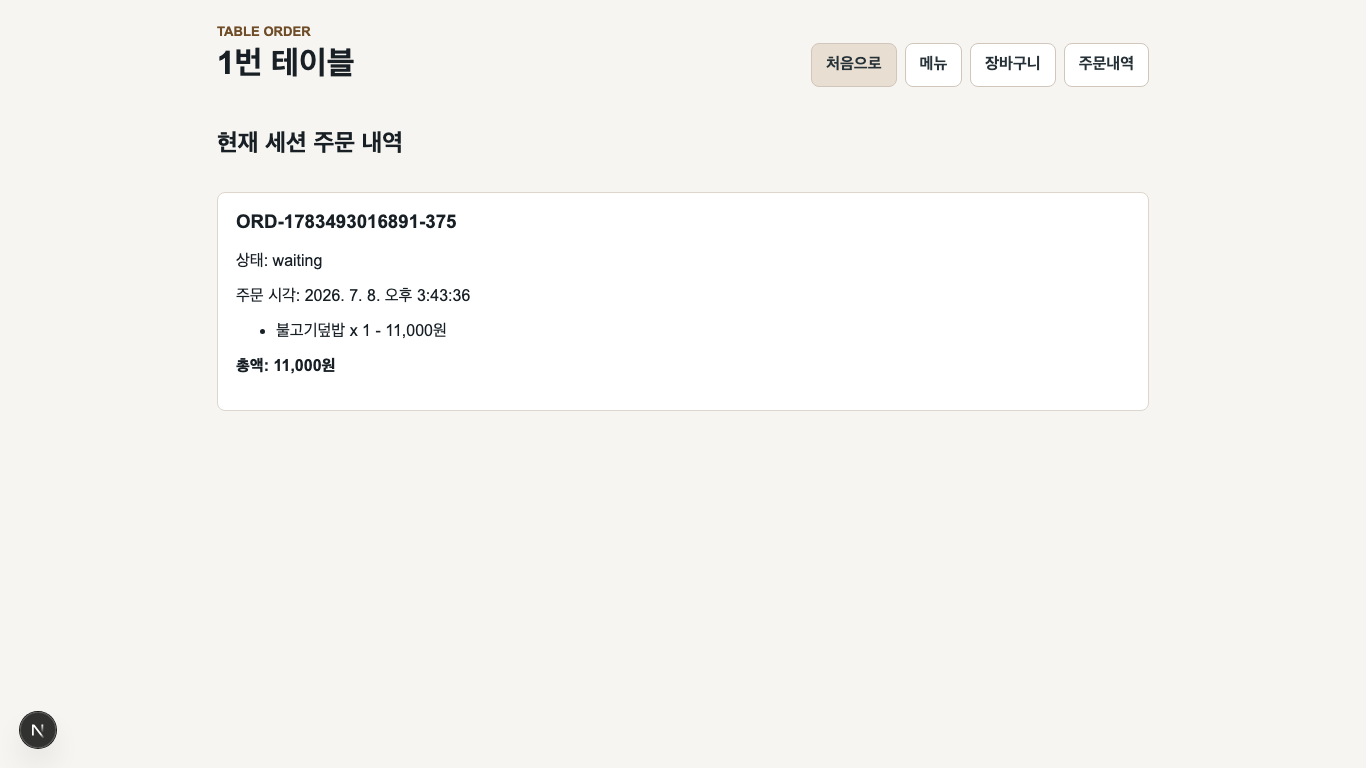 TABLE ORDER
1번 테이블
처음으로
메뉴
장바구니
주문내역
현재 세션 주문 내역
ORD-1783493016891-375
상태: waiting
주문 시각: 2026. 7. 8. 오후 3:43:36
• 불고기덮밥 x 1 - 11,000원
총액: 11,000원
N